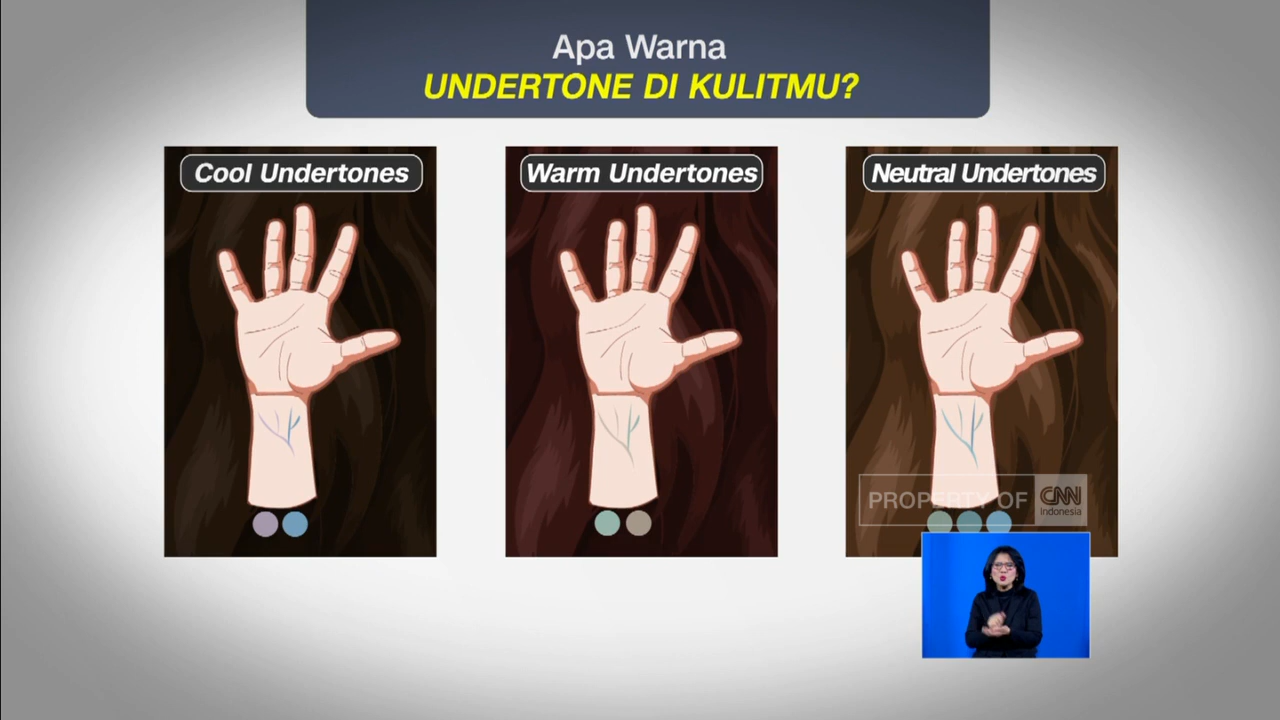 Apa Warna
UNDERTONE DI KULITMU?
Cool Undertones
Warm Undertones
Neutral Undertones
PROPERTY OF
CNN
Indonesia